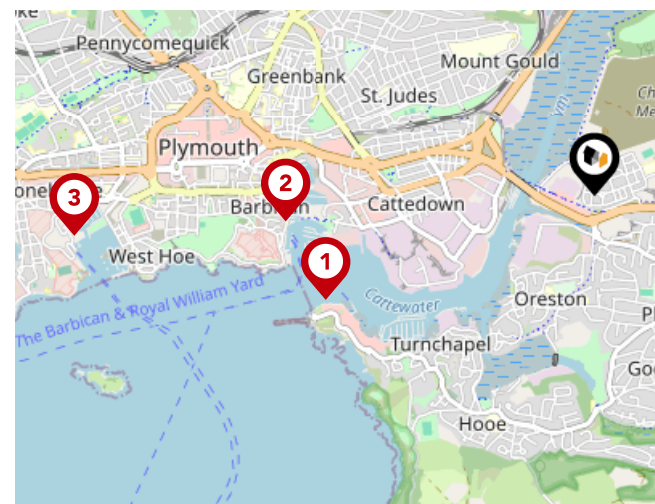 Pennycomequick
Greenbank
Mount Gould
St. Judes
Plymouth
3
2
Barbican
Cattedown
West Hoe
1
Cattewater
The Barbican & Royal William Yard
Oreston
Turnchapel
Hooe